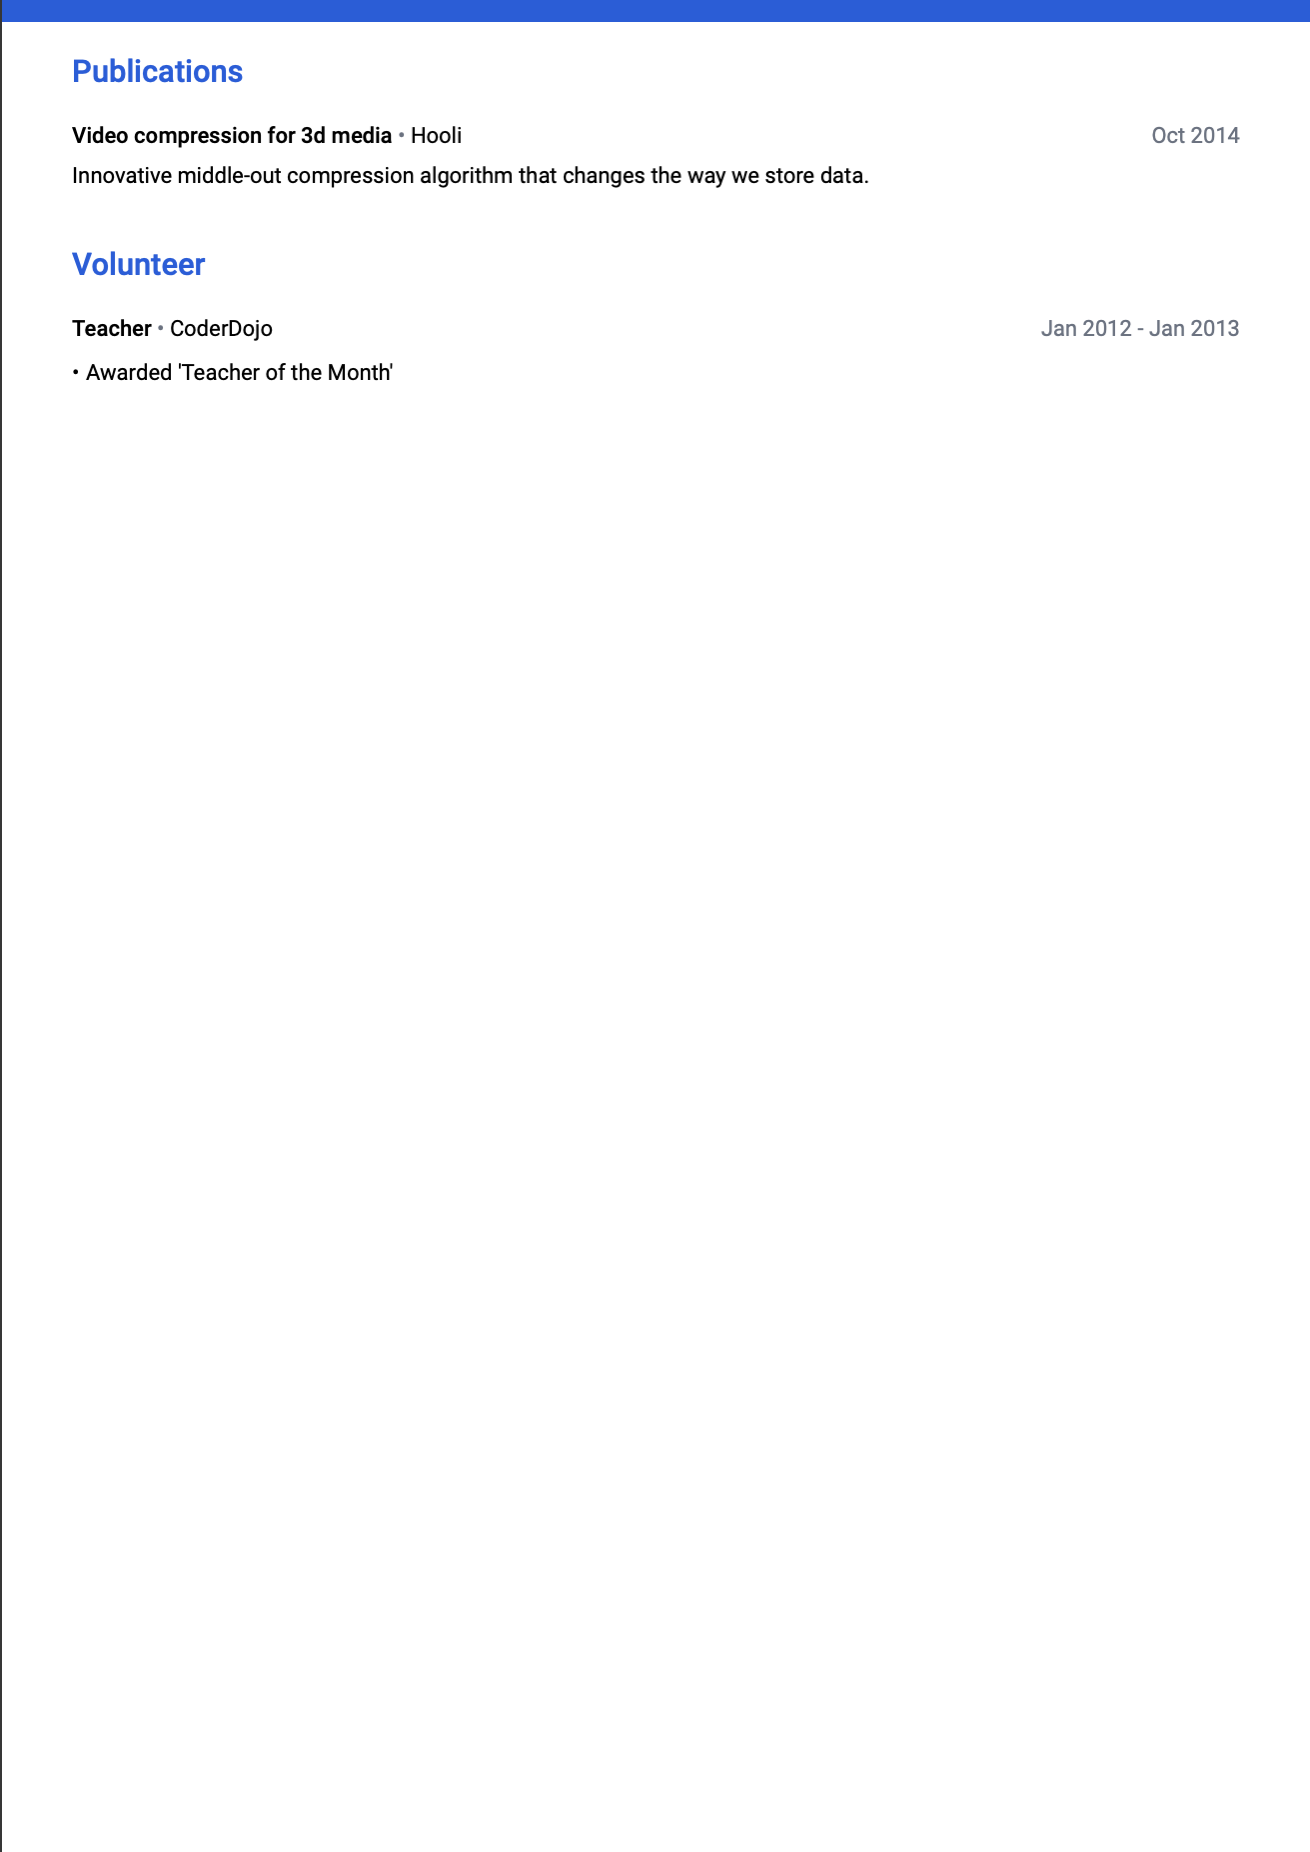 Publications
Video compression for 3d media • Hooli Oct 2014
Innovative middle-out compression algorithm that changes the way we store data.
Volunteer
Teacher • CoderDojo Jan 2012 - Jan 2013
• Awarded 'Teacher of the Month'